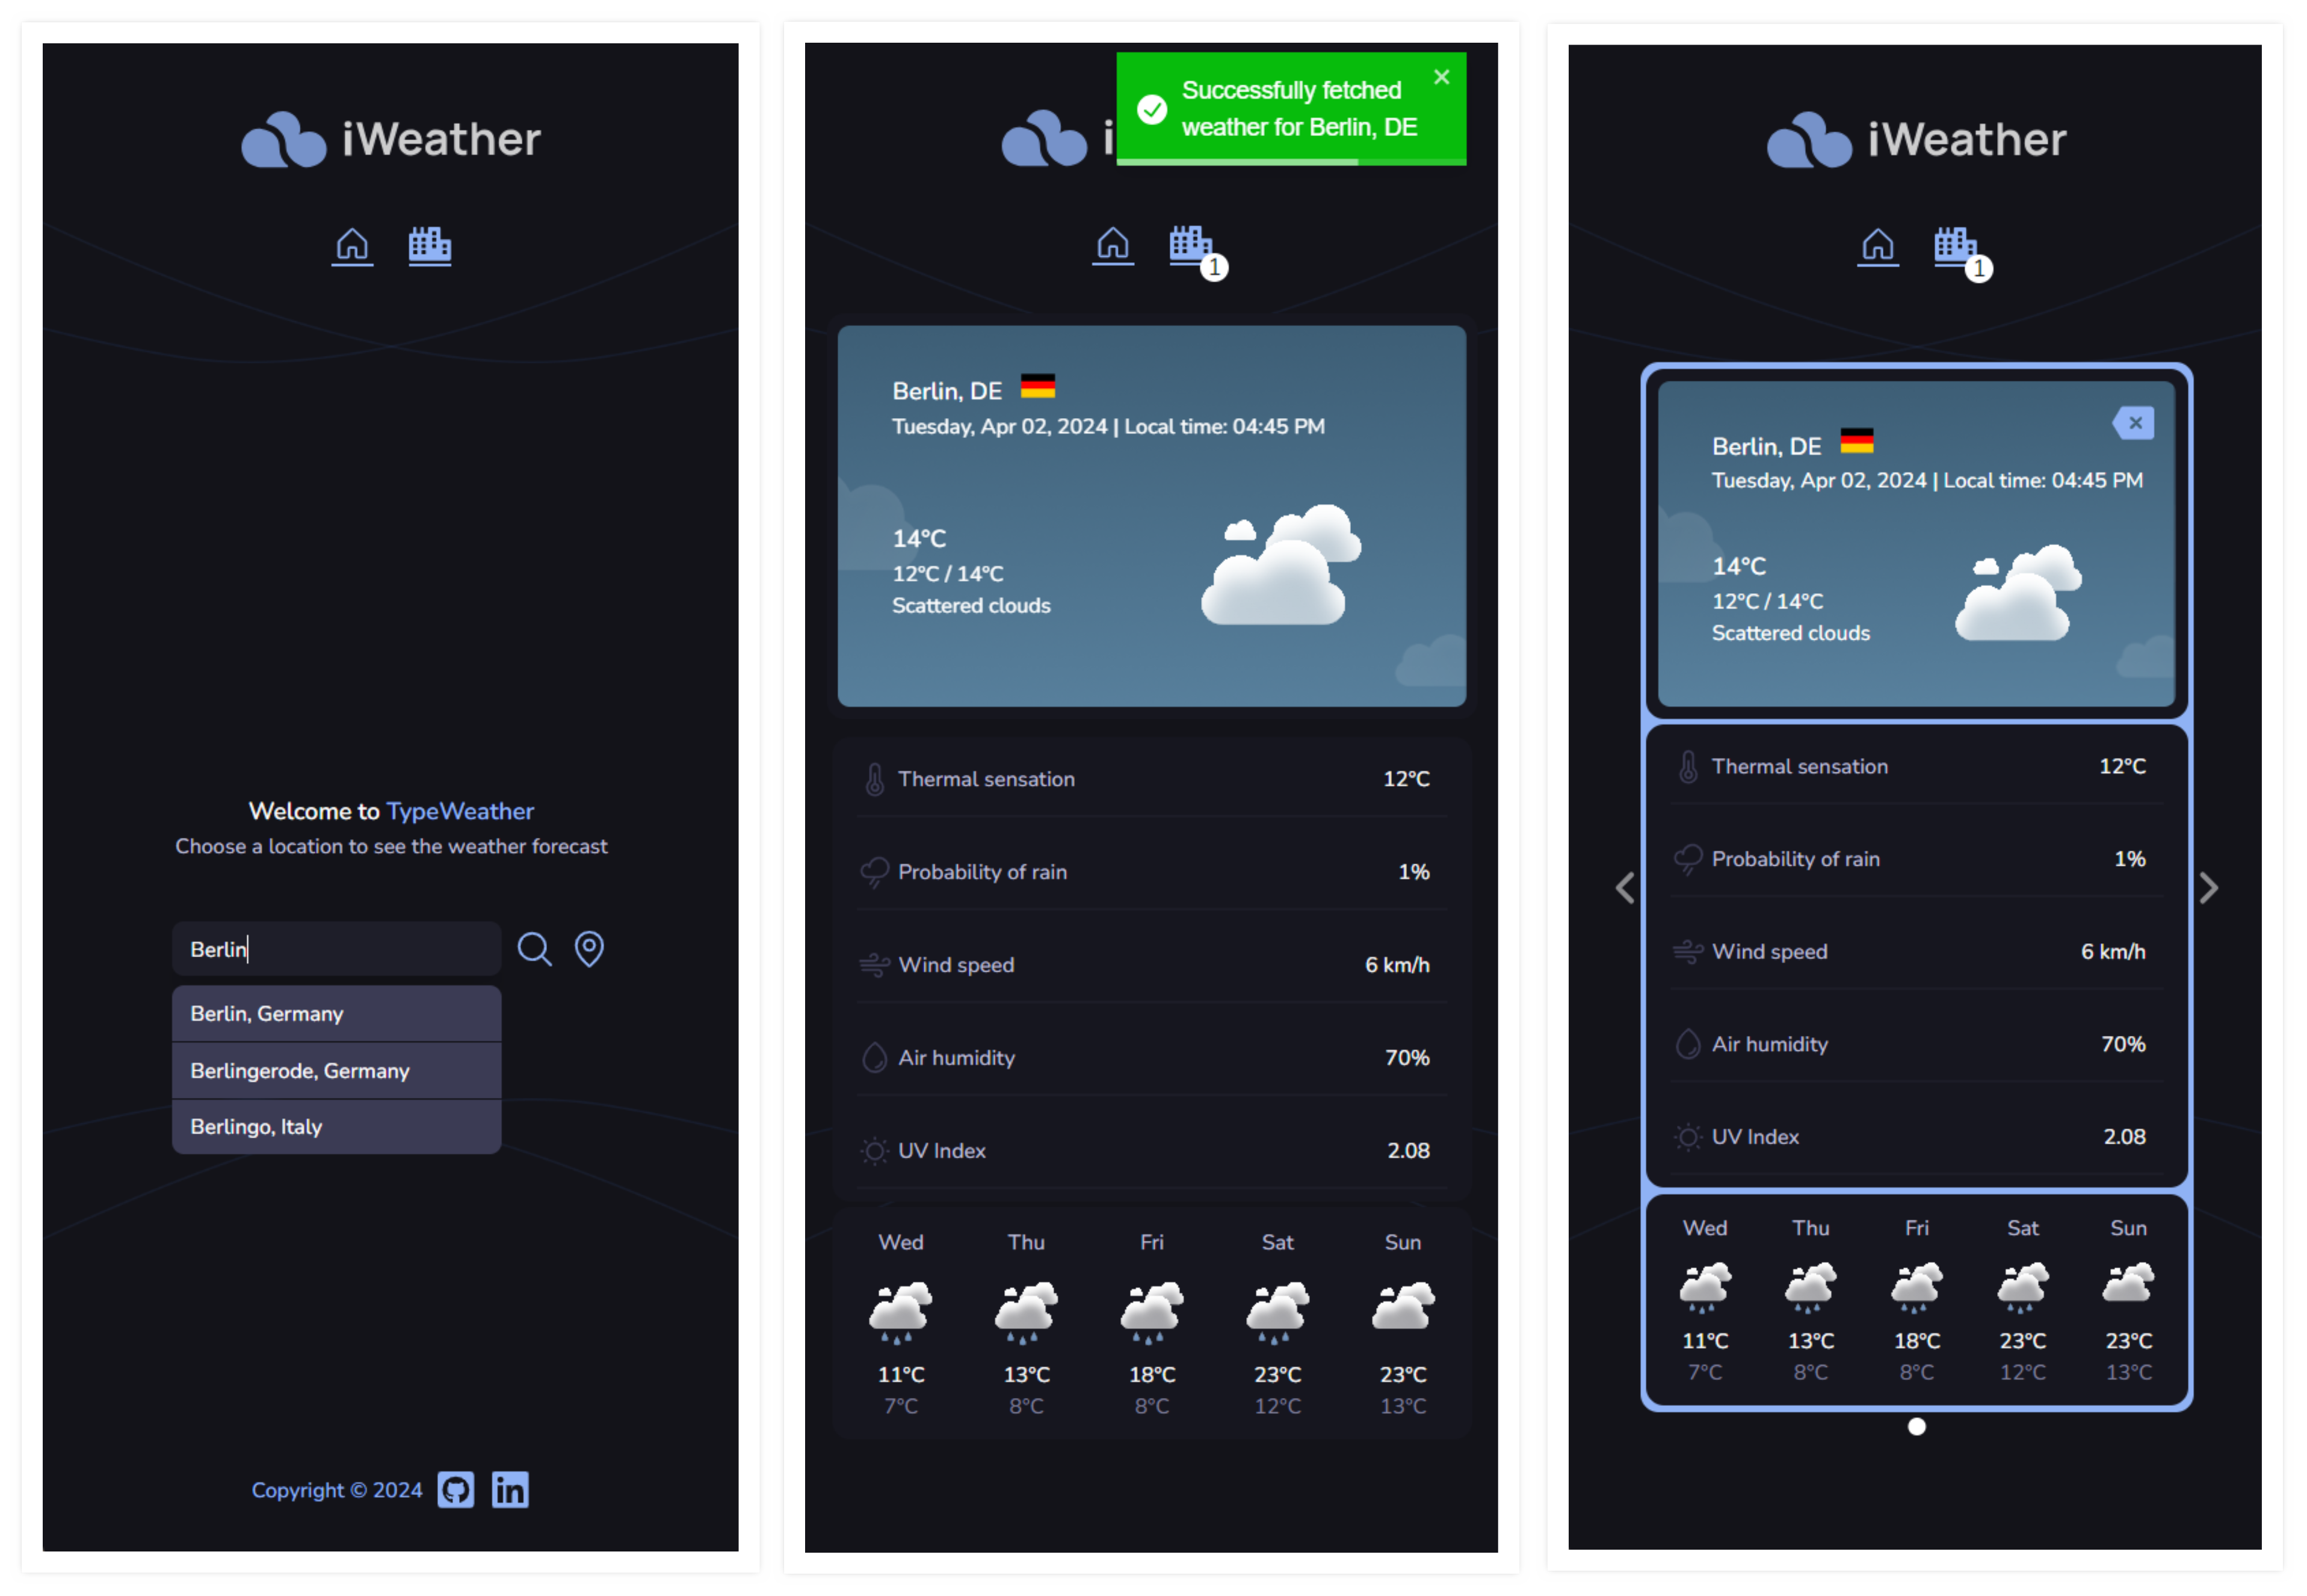 iWeather
Welcome to TypeWeather
Choose a location to see the weather forecast
Berlin
Berlin, Germany
Berlingerode, Germany
Berlingo, Italy
Copyright © 2024
in
i
Successfully fetched
weather for Berlin, DE
1
Berlin, DE
Tuesday, Apr 02, 2024 | Local time: 04:45 PM
14°C
12°C / 14°C
Scattered clouds
Thermal sensation 12°C
Probability of rain 1%
Wind speed 6 km/h
Air humidity 70%
UV Index 2.08
Wed Thu Fri Sat Sun
11°C 13°C 18°C 23°C 23°C
7°C 8°C 8°C 12°C 13°C
iWeather
1
Berlin, DE
Tuesday, Apr 02, 2024 | Local time: 04:45 PM
14°C
12°C / 14°C
Scattered clouds
Thermal sensation 12°C
Probability of rain 1%
Wind speed 6 km/h
Air humidity 70%
UV Index 2.08
Wed Thu Fri Sat Sun
11°C 13°C 18°C 23°C 23°C
7°C 8°C 8°C 12°C 13°C